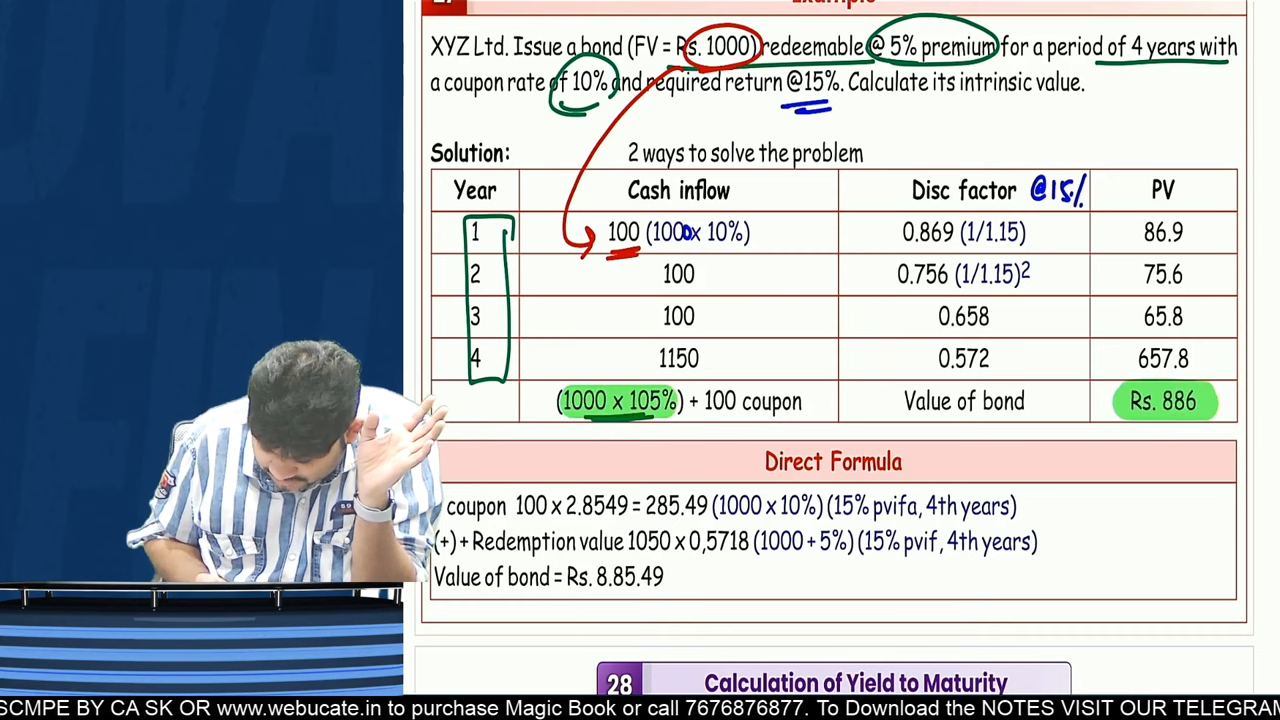 27 Example
XYZ Ltd. Issue a bond (FV = Rs. 1000) redeemable @ 5% premium for a period of 4 years with
a coupon rate of 10% and required return @15%. Calculate its intrinsic value.
Solution: 2 ways to solve the problem
Year Cash inflow Disc factor @15% PV
1 100 (1000x 10%) 0.869 (1/1.15) 86.9
2 100 0.756 (1/1.15)2 75.6
3 100 0.658 65.8
4 1150 0.572 657.8
(1000 x 105%) + 100 coupon Value of bond Rs. 886
Direct Formula
coupon 100 x 2.8549 = 285.49 (1000 x 10%) (15% pvifa, 4th years)
(+) + Redemption value 1050 x 0,5718 (1000 + 5%) (15% pvif, 4th years)
Value of bond = Rs. 8.85.49
28 Calculation of Yield to Maturity
SCMPE BY CA SK OR www.webucate.in to purchase Magic Book or call 7676876877. To Download the NOTES VISIT OUR TELEGRAM